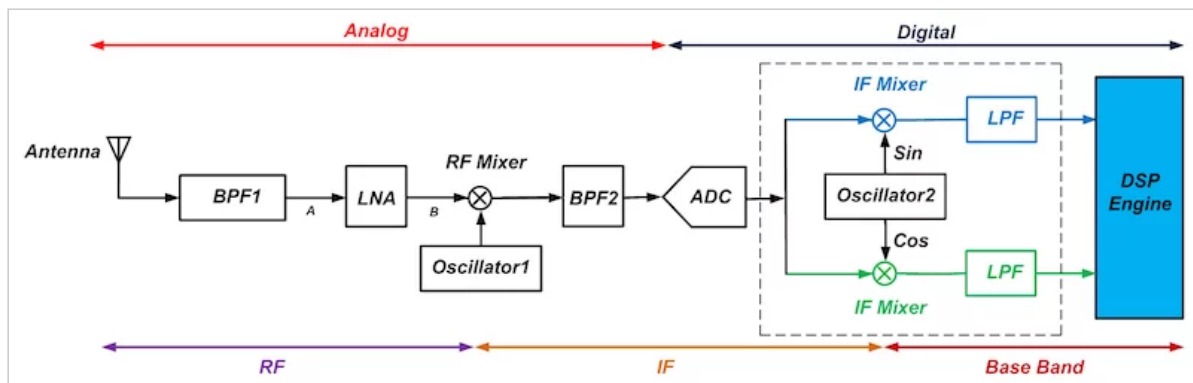 Analog
Digital
IF Mixer
LPF
Antenna
RF Mixer
Sin
BPF1
A
LNA
B
BPF2
ADC
Oscillator2
DSP
Engine
Oscillator1
Cos
LPF
IF Mixer
RF
IF
Base Band